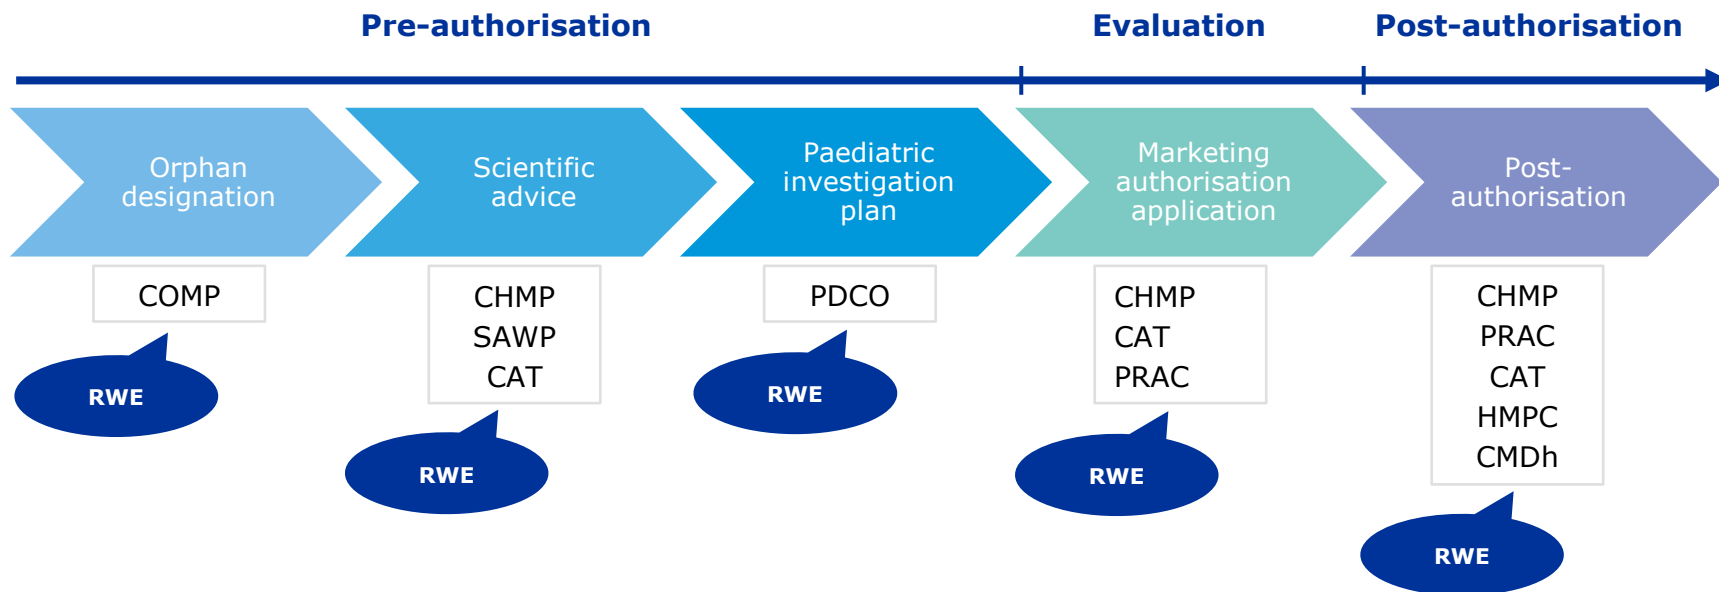 Pre-authorisation
Evaluation
Post-authorisation
Orphan
designation
Scientific
advice
Paediatric
investigation
plan
Marketing
authorisation
application
Post-
authorisation
COMP
RWE
CHMP
SAWP
CAT
RWE
PDCO
RWE
CHMP
CAT
PRAC
RWE
CHMP
PRAC
CAT
HMPC
CMDh
RWE